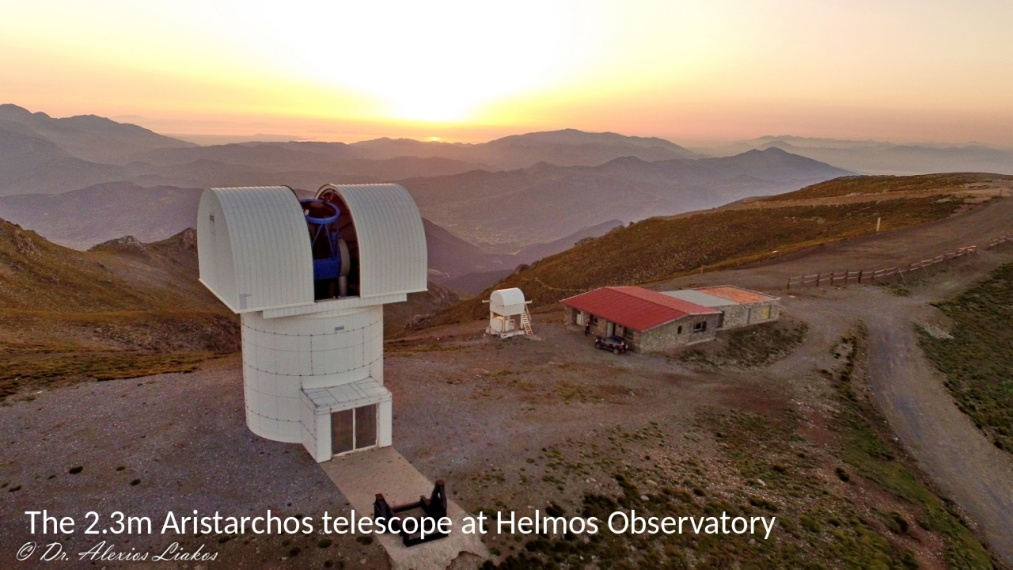 The 2.3m Aristarchos telescope at Helmos Observatory
© Dr. Alexios Liakos